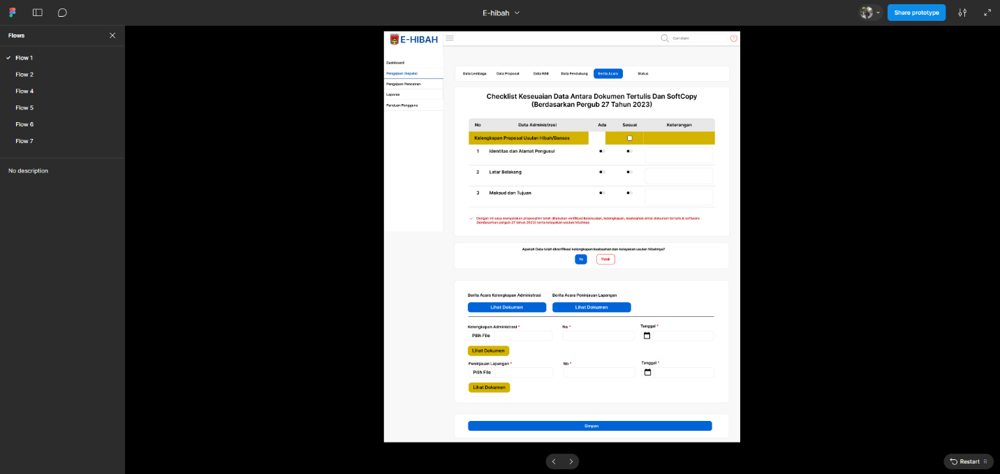 E-hibah
Share prototype
Flows
Flow 1
Flow 2
Flow 4
Flow 5
Flow 6
Flow 7
No description
E-HIBAH
Cari disini
Dashboard
Pengajuan (kepala)
Pengajuan Pencairan
Laporan
Panduan Pengguna
Data Lembaga Data Proposal Data RAB Data Pendukung Berita Acara Status
Checklist Keseuaian Data Antara Dokumen Tertulis Dan SoftCopy
(Berdasarkan Pergub 27 Tahun 2023)
No Data Administrasi Ada Sesuai Keterangan
Kelengkapan Proposal Usulan Hibah/Bansos
1 Identitas dan Alamat Pengusul
2 Latar Belakang
3 Maksud dan Tujuan
Dengan ini saya menyatakan proposal ini telah dilakukan verifikasi kesesuaian, kelengkapan, keabsahan antar dokumen tertulis & software
(berdasarkan pergub 27 tahun 2023) serta kelayakan usulan hibahnya
Apakah Data telah diverifikasi kelengkapan keabsahan dan kelayakan usulan hibahnya?
Ya Tidak
Berita Acara Kelengkapan Administrasi Berita Acara Peninjauan Lapangan
Lihat Dokumen Lihat Dokumen
Kelengkapan Administrasi * No * Tanggal *
Pilih File
Lihat Dokumen
Peninjauan Lapangan * No * Tanggal *
Pilih File
Lihat Dokumen
Simpan
Restart R